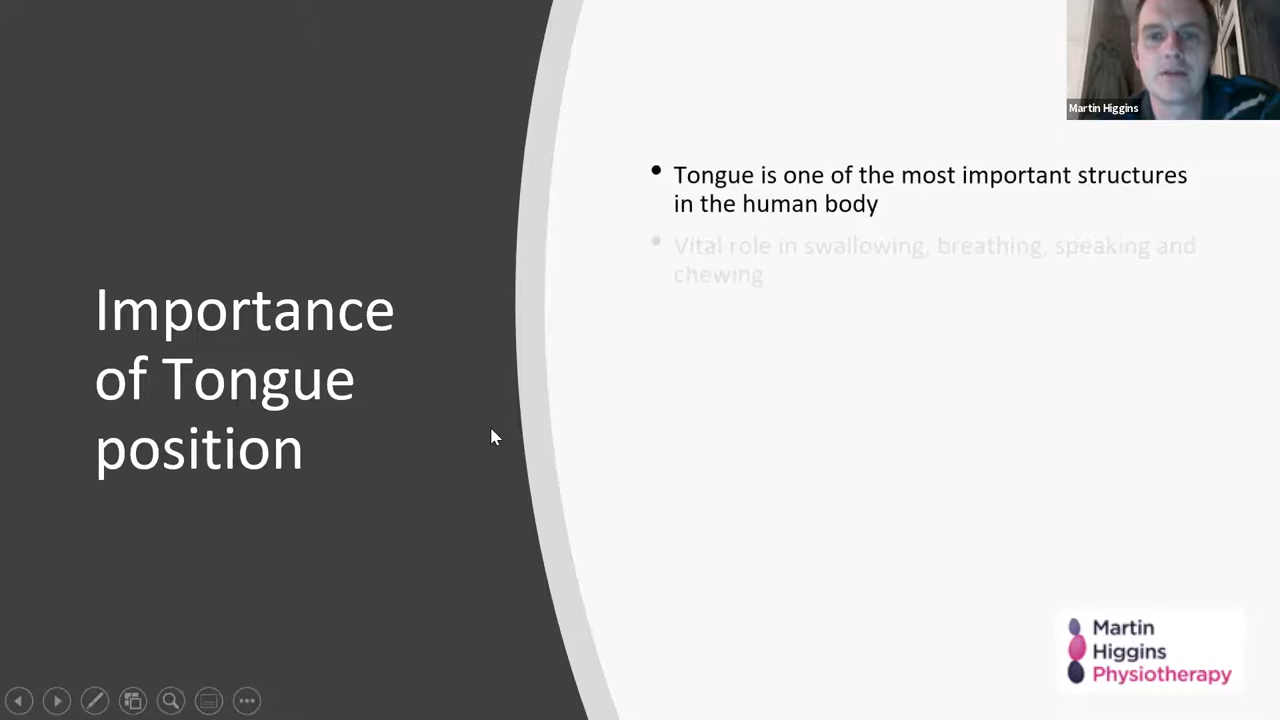 Martin Higgins
Importance
of Tongue
position
• Tongue is one of the most important structures
in the human body
• Vital role in swallowing, breathing, speaking and
chewing
Martin
Higgins
Physiotherapy